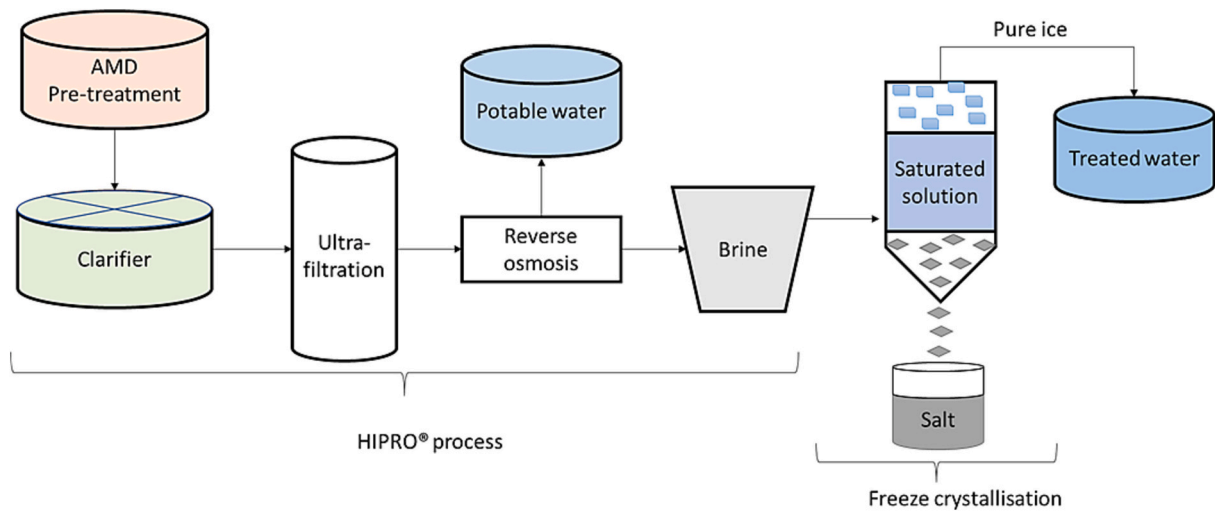 AMD
Pre-treatment
Clarifier
Ultra-
filtration
Potable water
Reverse
osmosis
Brine
Pure ice
Saturated
solution
Treated water
Salt
HIPRO® process
Freeze crystallisation